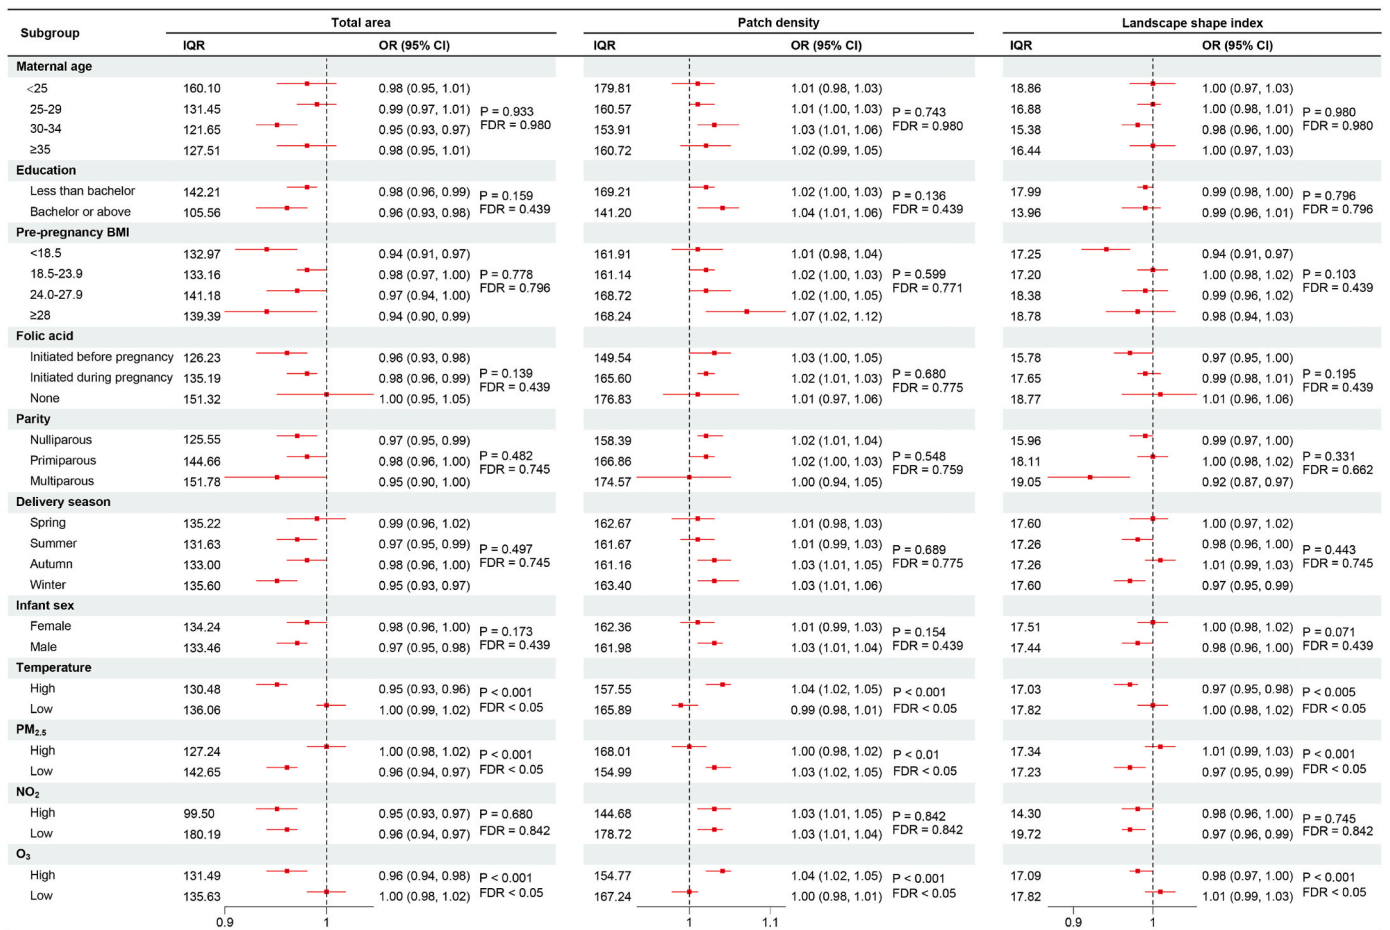 Subgroup Total area Patch density Landscape shape index
IQR OR (95% CI) IQR OR (95% CI) IQR OR (95% CI)
Maternal age
<25 160.10 0.98 (0.95, 1.01) 179.81 1.01 (0.98, 1.03) 18.86 1.00 (0.97, 1.03)
25-29 131.45 0.99 (0.97, 1.01) P = 0.933 160.57 1.01 (1.00, 1.03) P = 0.743 16.88 1.00 (0.98, 1.01) P = 0.980
30-34 121.65 0.95 (0.93, 0.97) FDR = 0.980 153.91 1.03 (1.01, 1.06) FDR = 0.980 15.38 0.98 (0.96, 1.00) FDR = 0.980
≥35 127.51 0.98 (0.95, 1.01) 160.72 1.02 (0.99, 1.05) 16.44 1.00 (0.97, 1.03)
Education
Less than bachelor 142.21 0.98 (0.96, 0.99) P = 0.159 169.21 1.02 (1.00, 1.03) P = 0.136 17.99 0.99 (0.98, 1.00) P = 0.796
Bachelor or above 105.56 0.96 (0.93, 0.98) FDR = 0.439 141.20 1.04 (1.01, 1.06) FDR = 0.439 13.96 0.99 (0.96, 1.01) FDR = 0.796
Pre-pregnancy BMI
<18.5 132.97 0.94 (0.91, 0.97) 161.91 1.01 (0.98, 1.04) 17.25 0.94 (0.91, 0.97)
18.5-23.9 133.16 0.98 (0.97, 1.00) P = 0.778 161.14 1.02 (1.00, 1.03) P = 0.599 17.20 1.00 (0.98, 1.02) P = 0.103
24.0-27.9 141.18 0.97 (0.94, 1.00) FDR = 0.796 168.72 1.02 (1.00, 1.05) FDR = 0.771 18.38 0.99 (0.96, 1.02) FDR = 0.439
≥28 139.39 0.94 (0.90, 0.99) 168.24 1.07 (1.02, 1.12) 18.78 0.98 (0.94, 1.03)
Folic acid
Initiated before pregnancy 126.23 0.96 (0.93, 0.98) 149.54 1.03 (1.00, 1.05) 15.78 0.97 (0.95, 1.00)
Initiated during pregnancy 135.19 0.98 (0.96, 0.99) P = 0.139 FDR = 0.439 165.60 1.02 (1.01, 1.03) P = 0.680 FDR = 0.775 17.65 0.99 (0.98, 1.01) P = 0.195 FDR = 0.439
None 151.32 1.00 (0.95, 1.05) 176.83 1.01 (0.97, 1.06) 18.77 1.01 (0.96, 1.06)
Parity
Nulliparous 125.55 0.97 (0.95, 0.99) 158.39 1.02 (1.01, 1.04) 15.96 0.99 (0.97, 1.00)
Primiparous 144.66 0.98 (0.96, 1.00) P = 0.482 FDR = 0.745 166.86 1.02 (1.00, 1.03) P = 0.548 FDR = 0.759 18.11 1.00 (0.98, 1.02) P = 0.331 FDR = 0.662
Multiparous 151.78 0.95 (0.90, 1.00) 174.57 1.00 (0.94, 1.05) 19.05 0.92 (0.87, 0.97)
Delivery season
Spring 135.22 0.99 (0.96, 1.02) 162.67 1.01 (0.98, 1.03) 17.60 1.00 (0.97, 1.02)
Summer 131.63 0.97 (0.95, 0.99) P = 0.497 161.67 1.01 (0.99, 1.03) P = 0.689 17.26 0.98 (0.96, 1.00) P = 0.443
Autumn 133.00 0.98 (0.96, 1.00) FDR = 0.745 161.16 1.03 (1.01, 1.05) FDR = 0.775 17.26 1.01 (0.99, 1.03) FDR = 0.745
Winter 135.60 0.95 (0.93, 0.97) 163.40 1.03 (1.01, 1.06) 17.60 0.97 (0.95, 0.99)
Infant sex
Female 134.24 0.98 (0.96, 1.00) P = 0.173 162.36 1.01 (0.99, 1.03) P = 0.154 17.51 1.00 (0.98, 1.02) P = 0.071
Male 133.46 0.97 (0.95, 0.98) FDR = 0.439 161.98 1.03 (1.01, 1.04) FDR = 0.439 17.44 0.98 (0.96, 1.00) FDR = 0.439
Temperature
High 130.48 0.95 (0.93, 0.96) P < 0.001 157.55 1.04 (1.02, 1.05) P < 0.001 17.03 0.97 (0.95, 0.98) P < 0.005
Low 136.06 1.00 (0.99, 1.02) FDR < 0.05 165.89 0.99 (0.98, 1.01) FDR < 0.05 17.82 1.00 (0.98, 1.02) FDR < 0.05
PM2.5
High 127.24 1.00 (0.98, 1.02) P < 0.001 168.01 1.00 (0.98, 1.02) P < 0.01 17.34 1.01 (0.99, 1.03) P < 0.001
Low 142.65 0.96 (0.94, 0.97) FDR < 0.05 154.99 1.03 (1.02, 1.05) FDR < 0.05 17.23 0.97 (0.95, 0.99) FDR < 0.05
NO2
High 99.50 0.95 (0.93, 0.97) P = 0.680 144.68 1.03 (1.01, 1.05) P = 0.842 14.30 0.98 (0.96, 1.00) P = 0.745
Low 180.19 0.96 (0.94, 0.97) FDR = 0.842 178.72 1.03 (1.01, 1.04) FDR = 0.842 19.72 0.97 (0.96, 0.99) FDR = 0.842
O3
High 131.49 0.96 (0.94, 0.98) P < 0.001 154.77 1.04 (1.02, 1.05) P < 0.001 17.09 0.98 (0.97, 1.00) P < 0.001
Low 135.63 1.00 (0.98, 1.02) FDR < 0.05 167.24 1.00 (0.98, 1.01) FDR < 0.05 17.82 1.01 (0.99, 1.03) FDR < 0.05
0.9 1 1 1.1 0.9 1